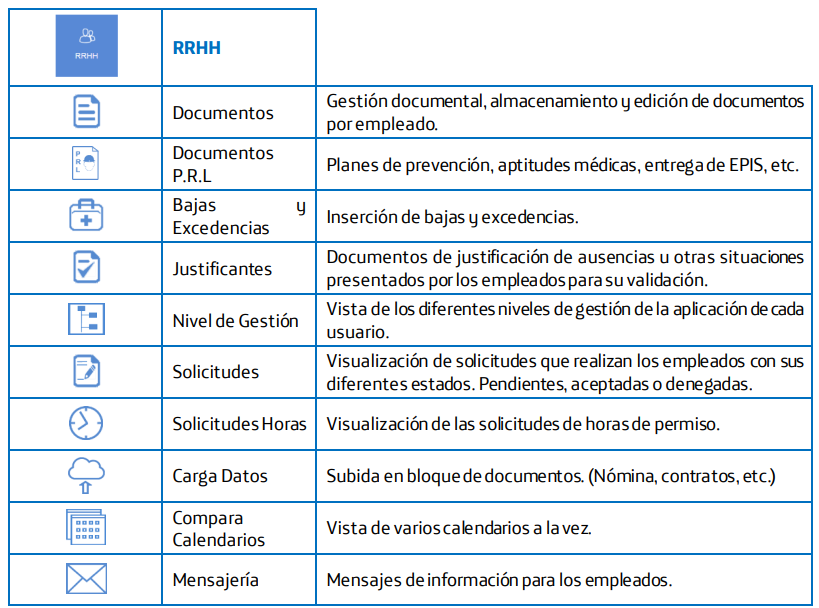 RRHH
RRHH
Documentos
Gestión documental, almacenamiento y edición de documentos
por empleado.
P
R
L
Documentos
P.R.L
Planes de prevención, aptitudes médicas, entrega de EPIS, etc.
Bajas y
Excedencias
Inserción de bajas y excedencias.
Justificantes
Documentos de justificación de ausencias u otras situaciones
presentados por los empleados para su validación.
Nivel de Gestión
Vista de los diferentes niveles de gestión de la aplicación de cada
usuario.
Solicitudes
Visualización de solicitudes que realizan los empleados con sus
diferentes estados. Pendientes, aceptadas o denegadas.
Solicitudes Horas
Visualización de las solicitudes de horas de permiso.
Carga Datos
Subida en bloque de documentos. (Nómina, contratos, etc.)
Compara
Calendarios
Vista de varios calendarios a la vez.
Mensajería
Mensajes de información para los empleados.